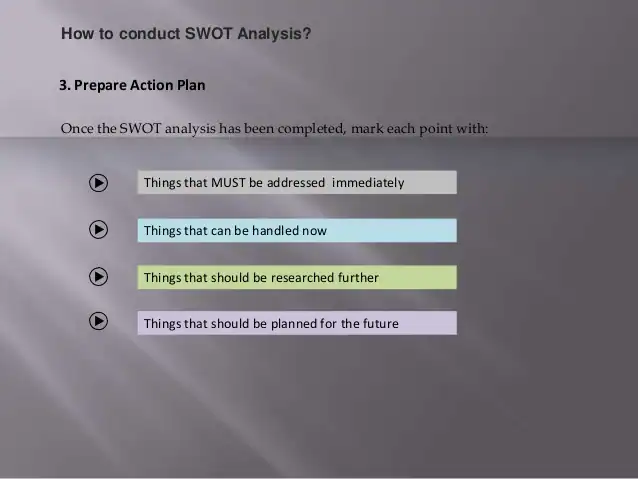 How to conduct SWOT Analysis?
3. Prepare Action Plan
Once the SWOT analysis has been completed, mark each point with:
Things that MUST be addressed  immediately
Things that can be handled now
Things that should be researched further
Things that should be planned for the future